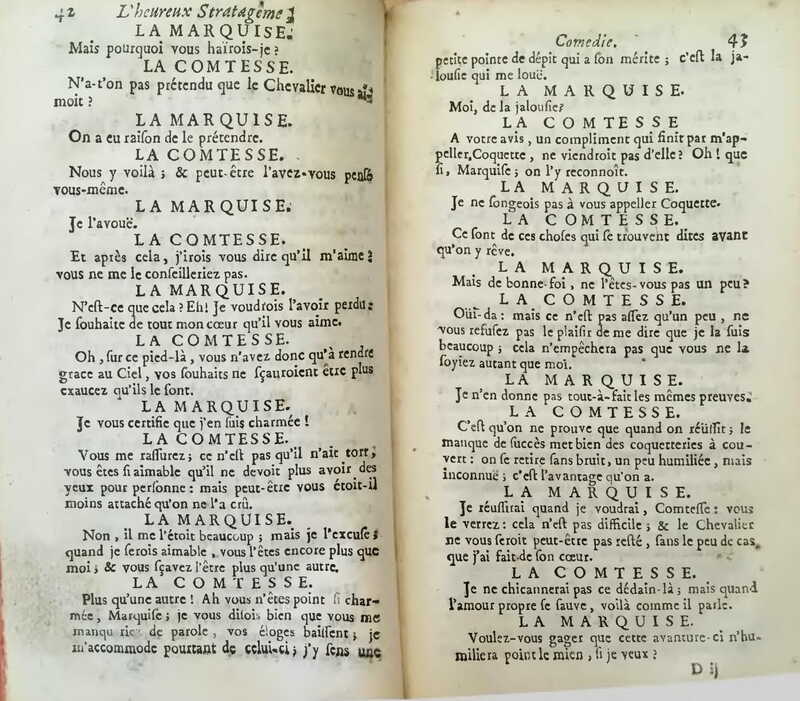 42 L'heureux Stratagême ;
LA MARQUISE.
Mais pourquoi vous haïrois-je ?
LA COMTESSE.
N'a-t'on pas prétendu que le Chevalier vous ai-
moit ?
LA MARQUISE.
On a eu raiſon de le prétendre.
LA COMTESSE.
Nous y voilà ; & peut-être l'avez-vous penſé
vous-même.
LA MARQUISE.
Je l'avouë.
LA COMTESSE.
Et après cela, j'irois vous dire qu'il m'aime ?
vous ne me le conſeilleriez pas.
LA MARQUISE.
N'eſt-ce que cela ? Eh ! Je voudrois l'avoir perdu :
Je ſouhaite de tout mon cœur qu'il vous aime.
LA COMTESSE.
Oh, ſur ce pied-là, vous n'avez donc qu'à rendre
grace au Ciel, vos ſouhaits ne ſçauroient être plus
exaucez qu'ils le ſont.
LA MARQUISE.
Je vous certifie que j'en ſuis charmée !
LA COMTESSE.
Vous me raſſurez ; ce n'eſt pas qu'il n'ait tort ;
vous êtes ſi aimable qu'il ne devoit plus avoir des
yeux pour perſonne : mais peut-être vous étoit-il
moins attaché qu'on ne l'a crû.
LA MARQUISE.
Non, il me l'étoit beaucoup ; mais je l'excuſe ;
quand je ſerois aimable, vous l'êtes encore plus que
moi ; & vous ſçavez l'être plus qu'une autre.
LA COMTESSE.
Plus qu'une autre ! Ah vous n'êtes point ſi char-
mée, Marquiſe ; je vous diſois bien que vous me
manqu ric de parole, vos éloges baiſſent ; je
m'accommode pourtant de celui-ci ; j'y ſens une
Comedie. 43
petite pointe de dépit qui a ſon mérite ; c'eſt la ja-
louſie qui me louë.
LA MARQUISE.
Moi, de la jalouſie ?
LA COMTESSE
A votre avis, un compliment qui finit par m'ap-
peller Coquette, ne viendroit pas d'elle ? Oh ! que
ſi, Marquiſe ; on l'y reconnoît.
LA MARQUISE.
Je ne ſongeois pas à vous appeller Coquette.
LA COMTESSE.
Ce ſont de ces choſes qui ſe trouvent dites avant
qu'on y rêve.
LA MARQUISE.
Mais de bonne-foi, ne l'êtes-vous pas un peu ?
LA COMTESSE.
Oüi-da : mais ce n'eſt pas aſſez qu'un peu, ne
vous refuſez pas le plaiſir de me dire que je la ſuis
beaucoup ; cela n'empêchera pas que vous ne la
ſoyiez autant que moi.
LA MARQUISE.
Je n'en donne pas tout-à-fait les mêmes preuves.
LA COMTESSE.
C'eſt qu'on ne prouve que quand on réüſſit ; le
manque de ſuccès met bien des coquetteries à cou-
vert : on ſe retire ſans bruit, un peu humiliée, mais
inconnuë ; c'eſt l'avantage qu'on a.
LA MARQUISE.
Je réuſſirai quand je voudrai, Comteſſe : vous
le verrez : cela n'eſt pas difficile ; & le Chevalier
ne vous ſeroit peut-être pas reſté, ſans le peu de cas
que j'ai fait de ſon cœur.
LA COMTESSE.
Je ne chicannerai pas ce dédain-là ; mais quand
l'amour propre ſe ſauve, voilà comme il parle.
LA MARQUISE.
Voulez-vous gager que cette avanture-ci n'hu-
miliera point le mien, ſi je veux ?
D ij